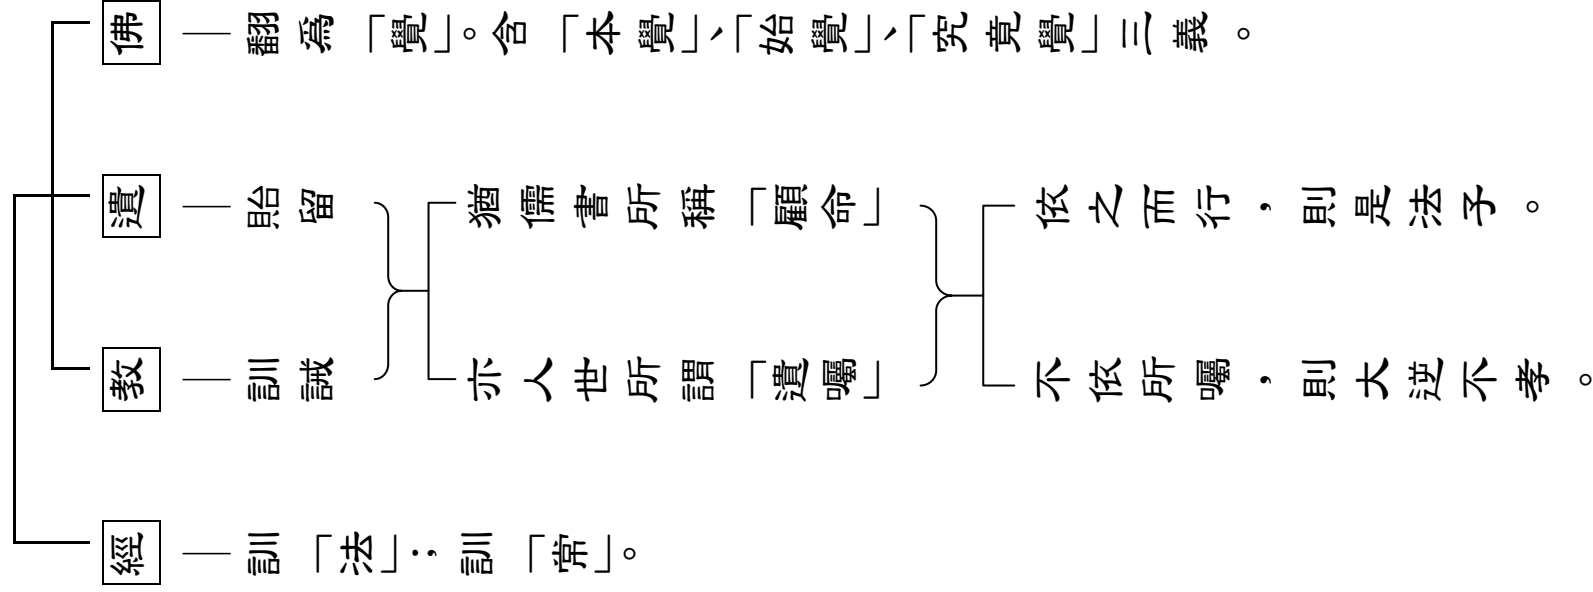 佛 翻為「覺」。含「本覺」、「始覺」、「究竟覺」三義。
遺 貽留
教 訓誡
猶儒書所稱「顧命」
亦人世所謂「遺囑」
依之而行，則是法子。
不依所囑，則大逆不孝。
經 訓「法」；訓「常」。